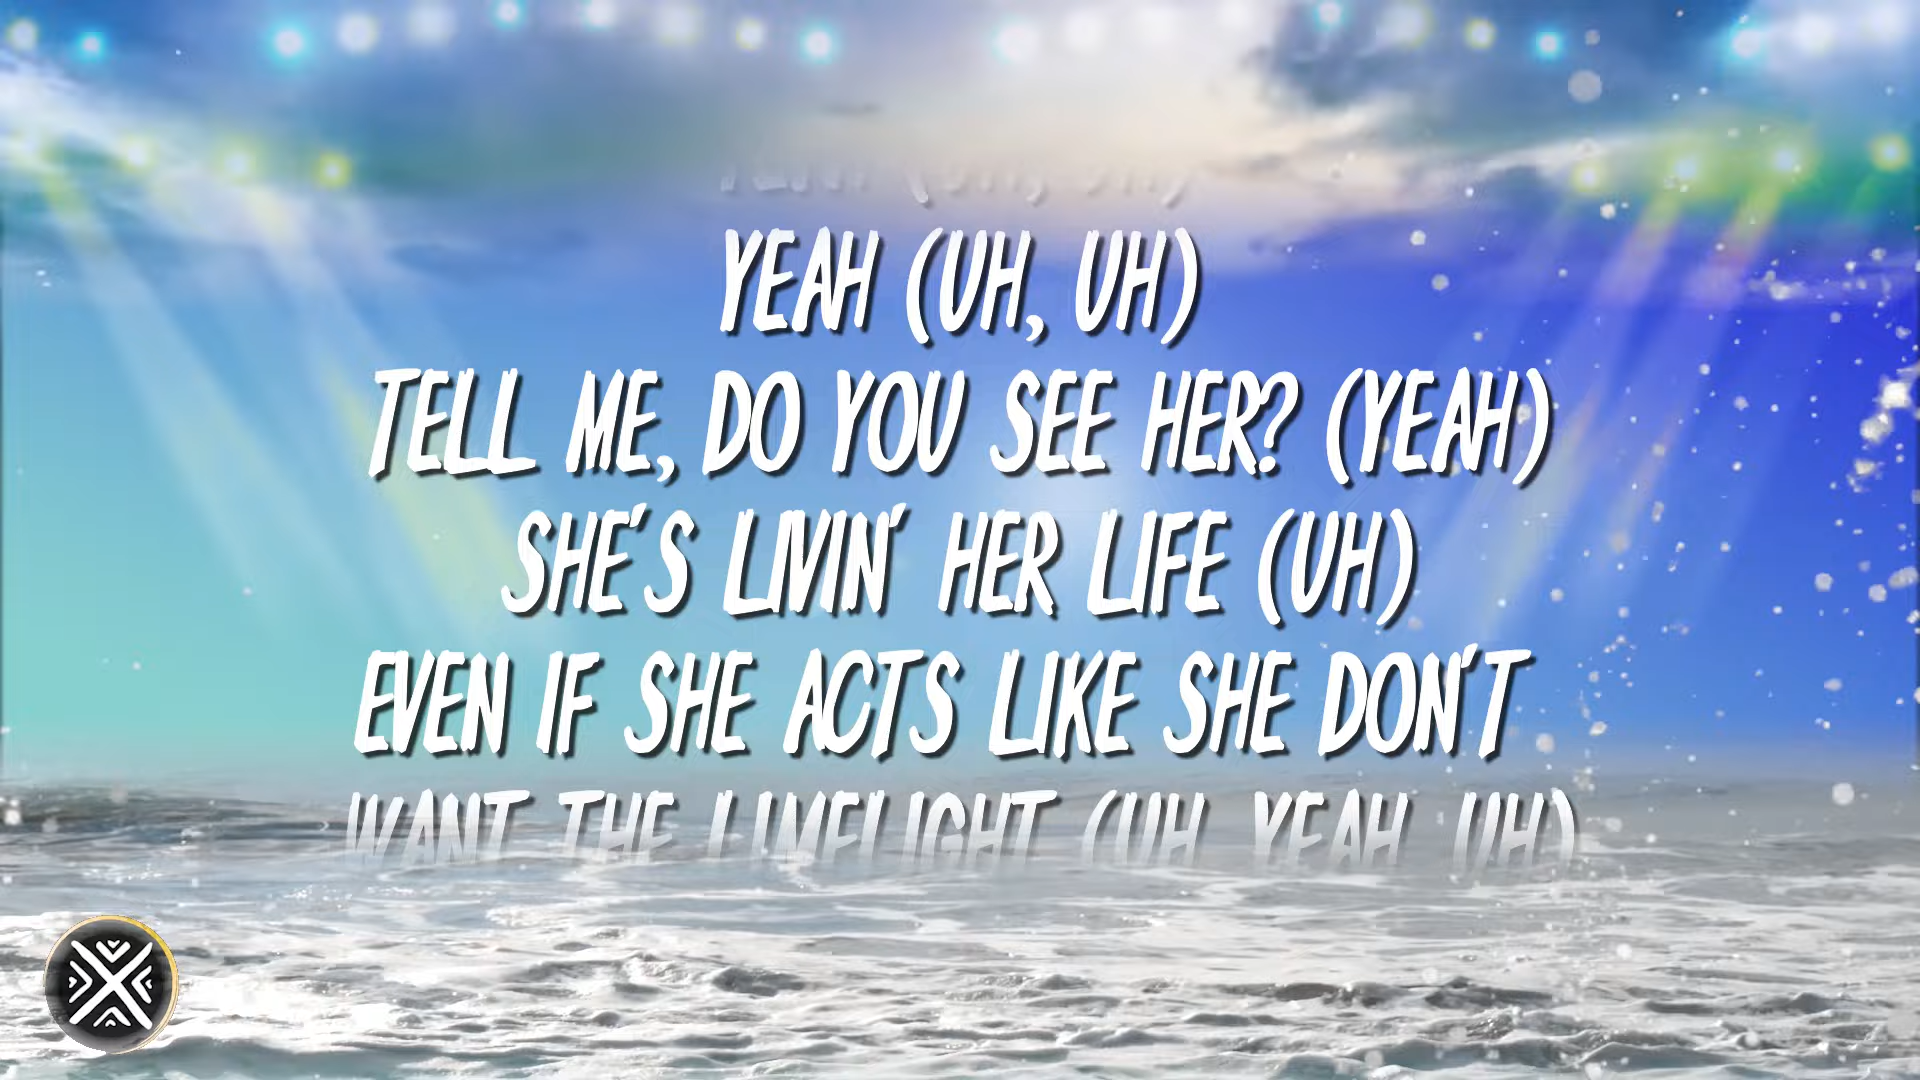 YEAH (UH, UH)
TELL ME, DO YOU SEE HER? (YEAH)
SHE'S LIVIN' HER LIFE (UH)
EVEN IF SHE ACTS LIKE SHE DON'T
WANT THE LIMELIGHT (UH, YEAH, UH)